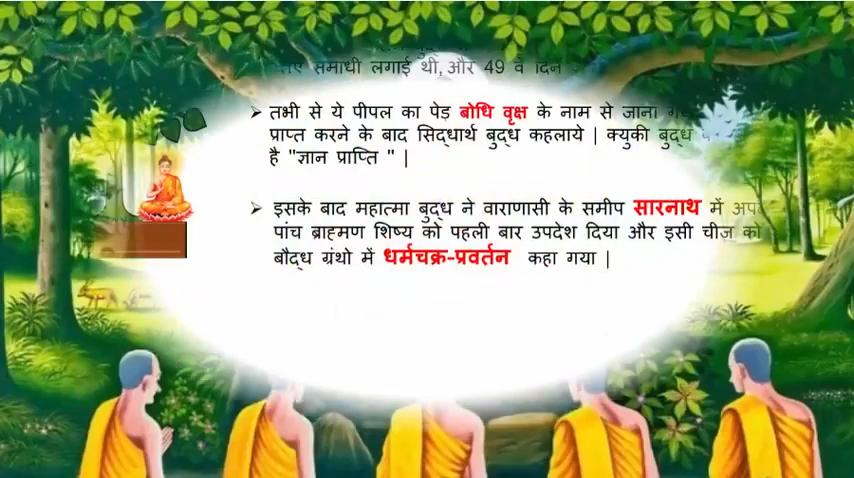 समाधी लगाई थी, और 49 वे दिन
➢ तभी से ये पीपल का पेड़ बोधि वृक्ष के नाम से जाना
प्राप्त करने के बाद सिद्धार्थ बुद्ध कहलाये | क्युकी बुद्ध
है "ज्ञान प्राप्ति " |
➢ इसके बाद महात्मा बुद्ध ने वाराणसी के समीप सारनाथ में
पांच ब्राह्मण शिष्य को पहली बार उपदेश दिया और इसी चीज को
बौद्ध ग्रंथो में धर्मचक्र-प्रवर्तन कहा गया |